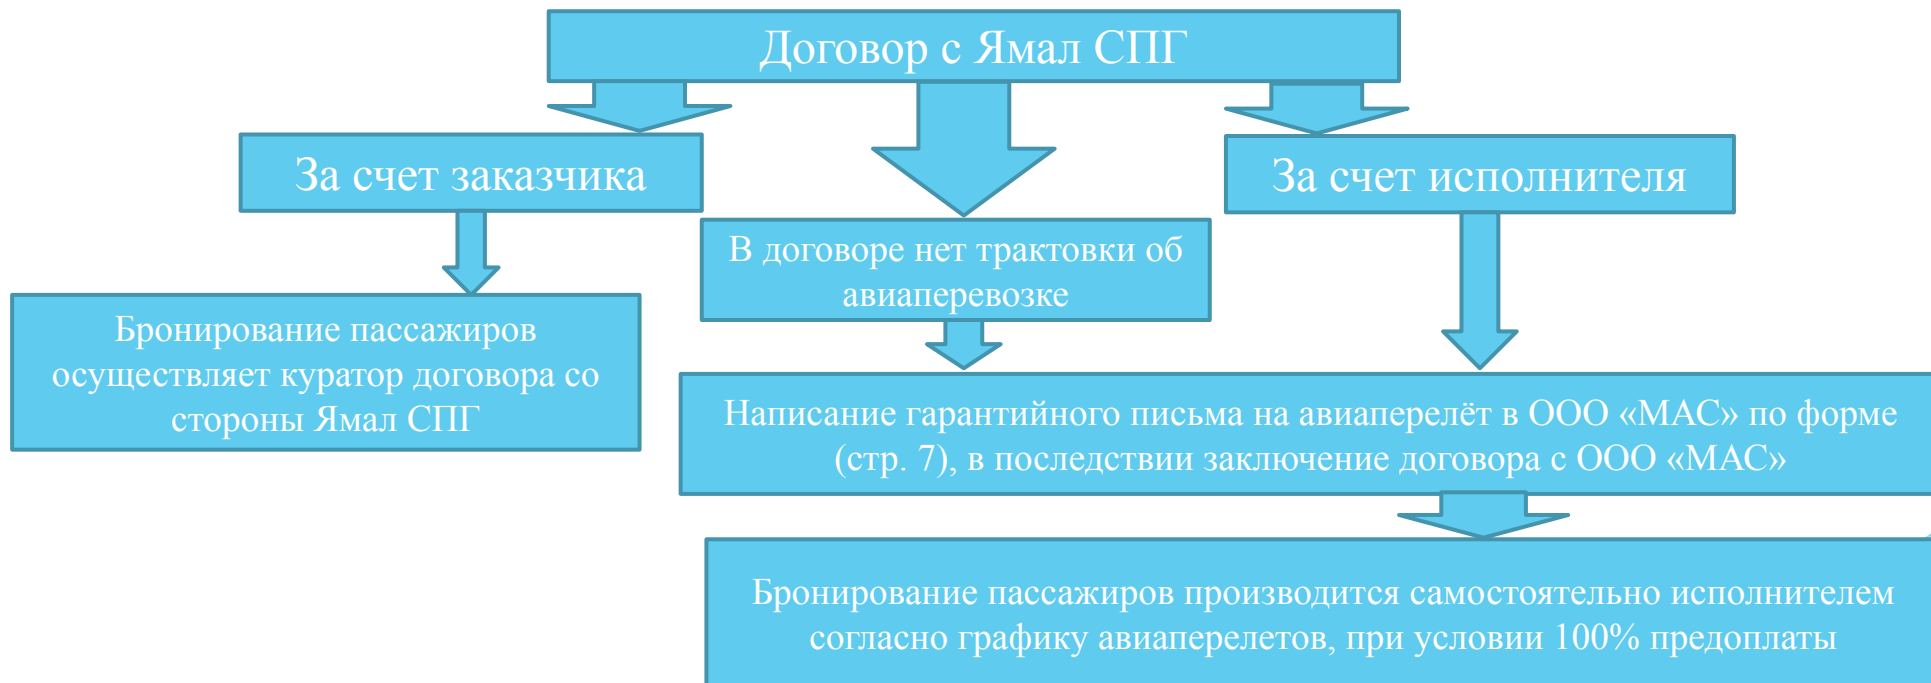 Договор с Ямал СПГ
За счет заказчика
За счет исполнителя
В договоре нет трактовки об
авиаперевозке
Бронирование пассажиров
осуществляет куратор договора со
стороны Ямал СПГ
Написание гарантийного письма на авиаперелёт в ООО «МАС» по форме
(стр. 7), в последствии заключение договора с ООО «МАС»
Бронирование пассажиров производится самостоятельно исполнителем
согласно графику авиаперелетов, при условии 100% предоплаты